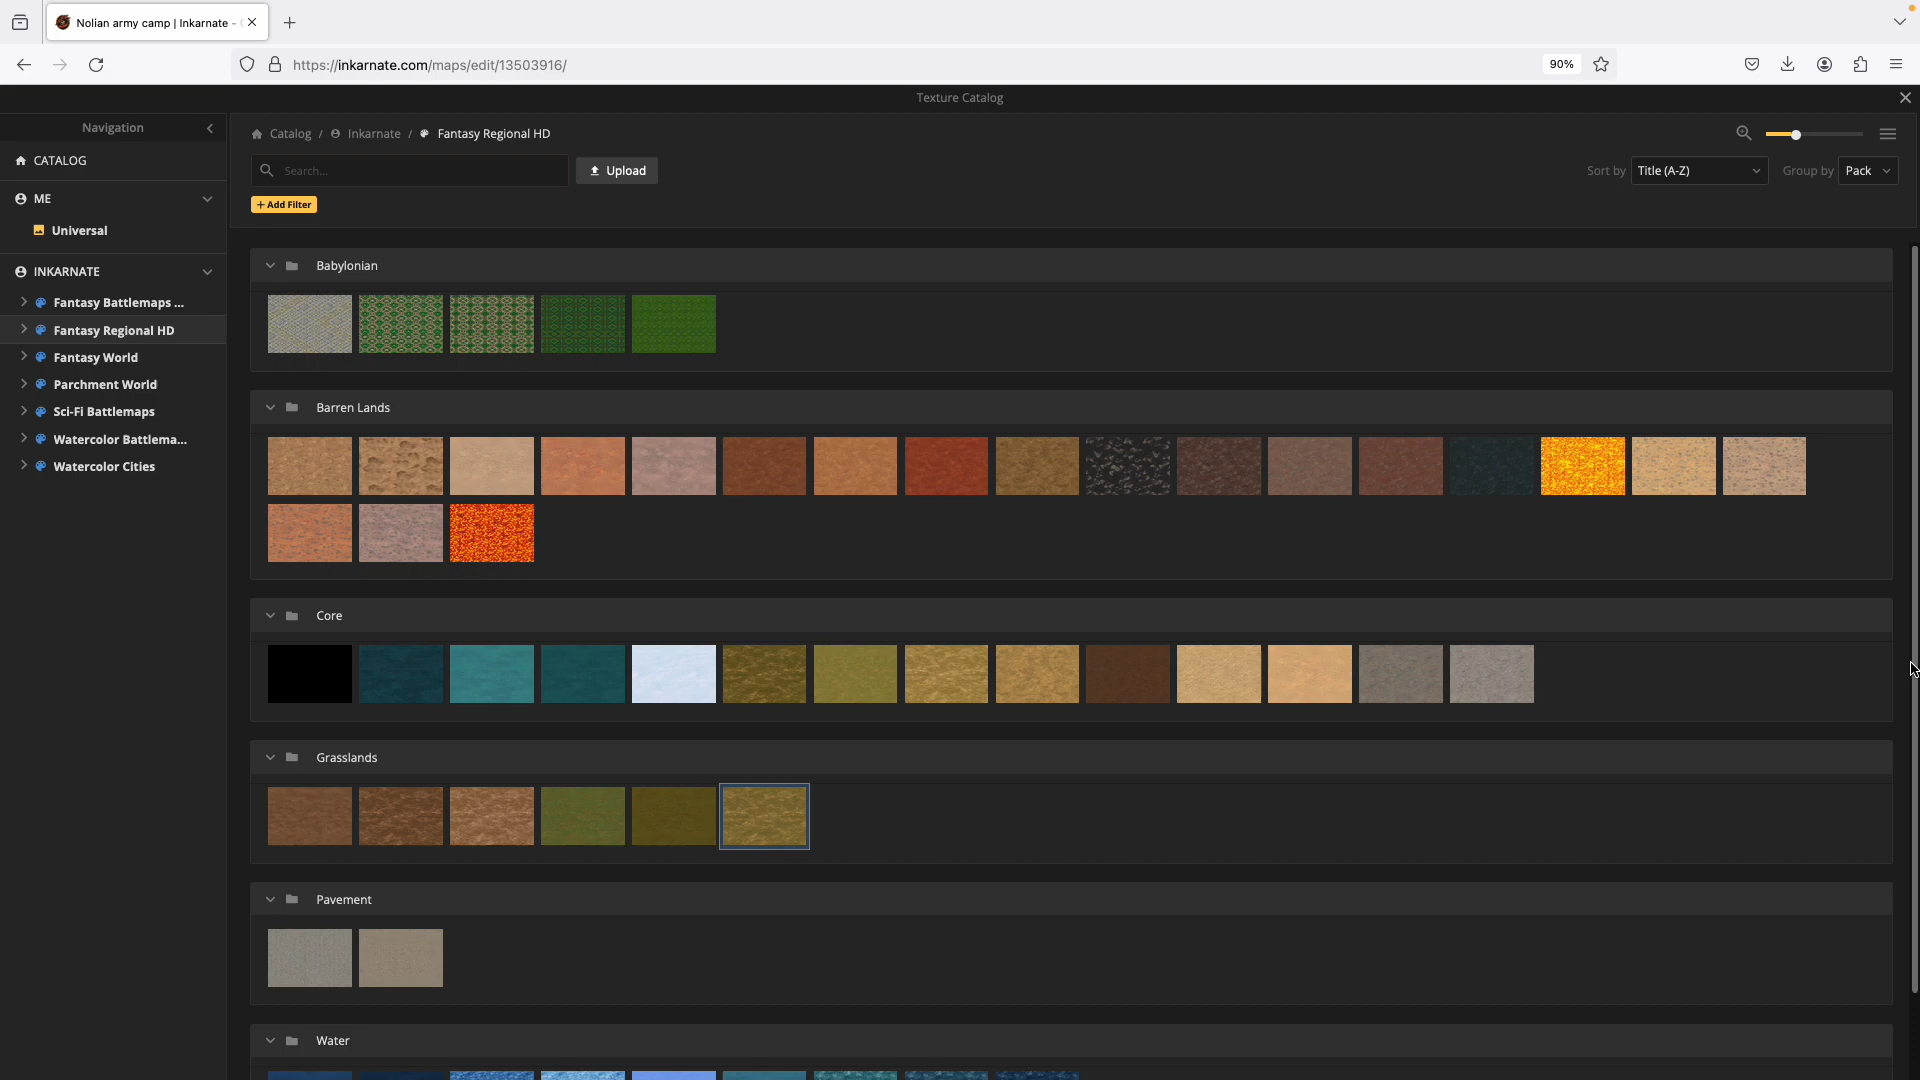 Nolian army camp | Inkarnate -
https://inkarnate.com/maps/edit/13503916/
90%
Texture Catalog
Navigation
CATALOG
ME
Universal
INKARNATE
Fantasy Battlemaps ...
Fantasy Regional HD
Fantasy World
Parchment World
Sci-Fi Battlemaps
Watercolor Battlema...
Watercolor Cities
Catalog / Inkarnate / Fantasy Regional HD
Search...
Upload
Sort by Title (A-Z)
Group by Pack
+ Add Filter
Babylonian
Barren Lands
Core
Grasslands
Pavement
Water